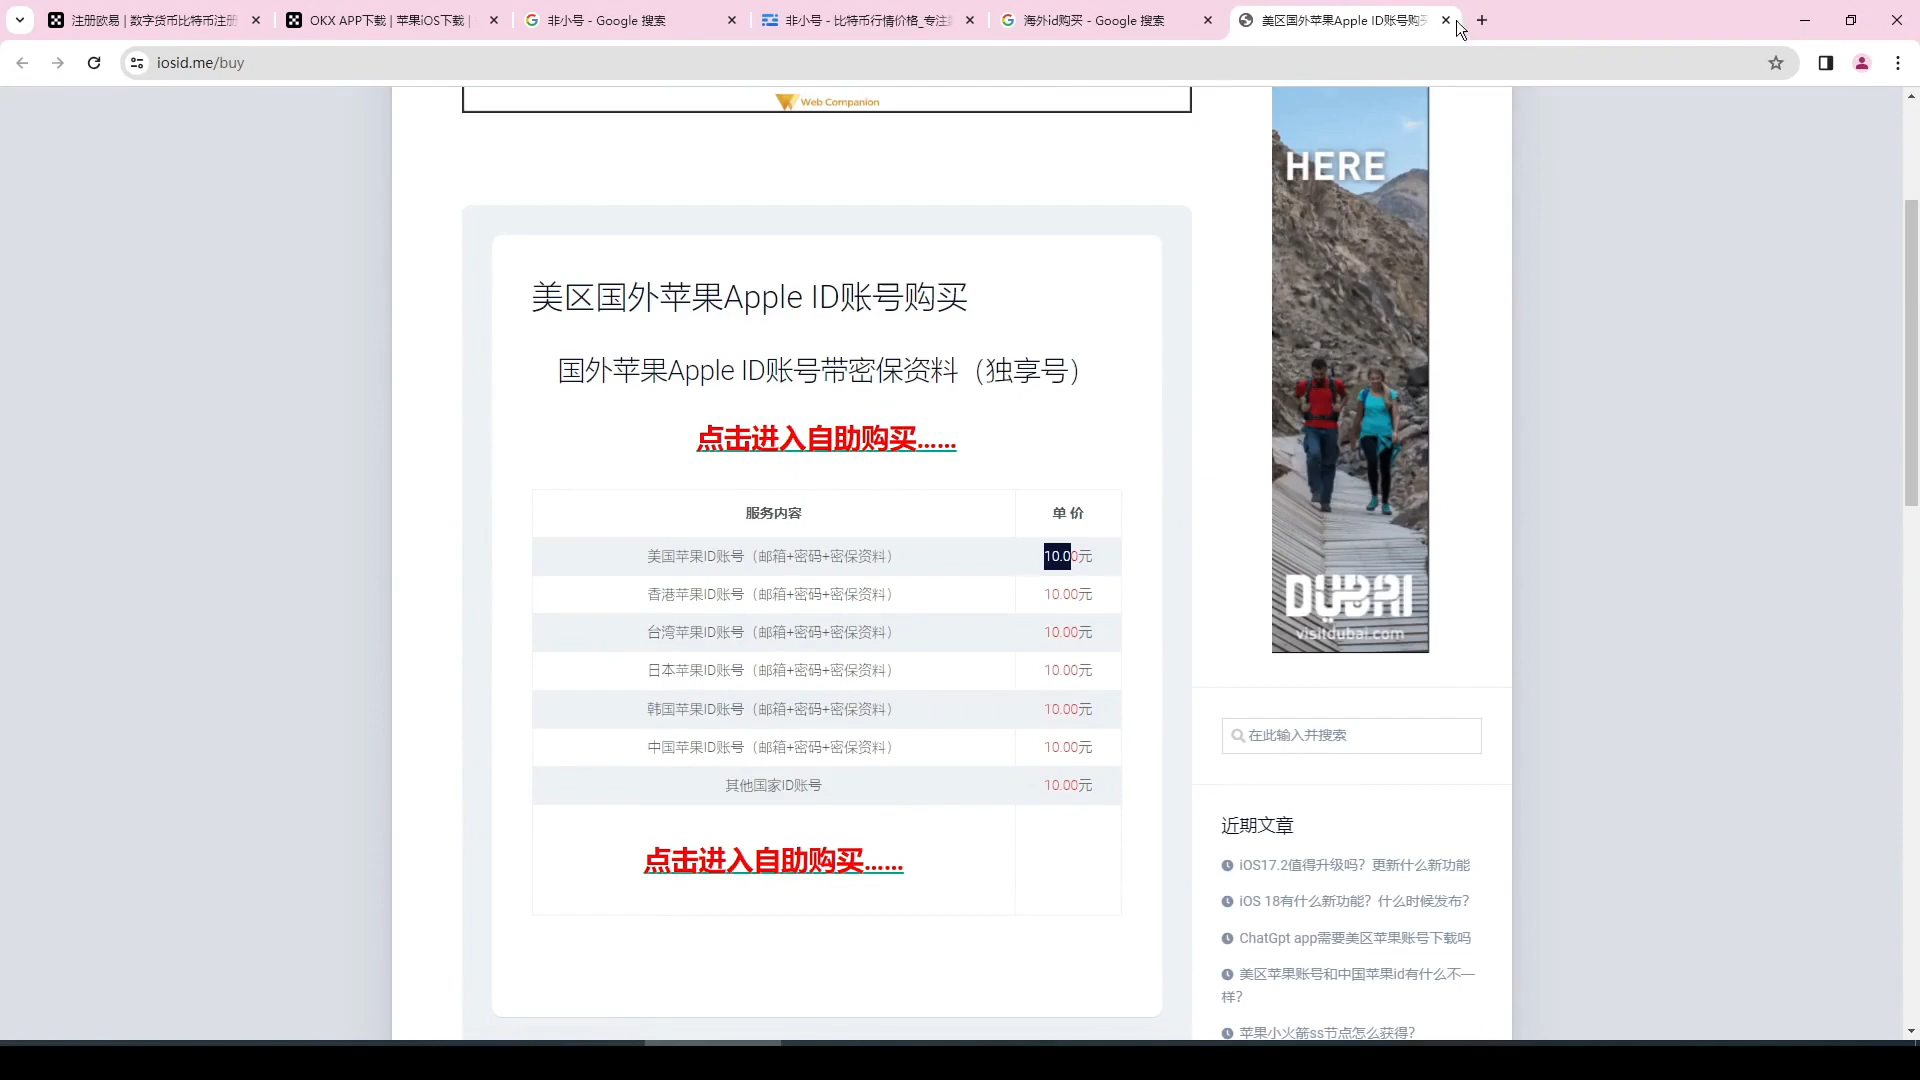 注册欧易 | 数字货币比特币注册
OKX APP下载 | 苹果iOS下载 |
非小号 - Google 搜索
非小号 - 比特币行情价格_专注
海外id购买 - Google 搜索
美区国外苹果Apple ID账号购买
iosid.me/buy
Web Companion
HERE
美区国外苹果Apple ID账号购买
国外苹果Apple ID账号带密保资料（独享号）
点击进入自助购买......
服务内容 单 价
美国苹果ID账号（邮箱+密码+密保资料） 10.00元
香港苹果ID账号（邮箱+密码+密保资料） 10.00元
台湾苹果ID账号（邮箱+密码+密保资料） 10.00元
日本苹果ID账号（邮箱+密码+密保资料） 10.00元
韩国苹果ID账号（邮箱+密码+密保资料） 10.00元
中国苹果ID账号（邮箱+密码+密保资料） 10.00元
其他国家ID账号 10.00元
点击进入自助购买......
DUBAI
visitdubai.com
在此输入并搜索
近期文章
iOS17.2值得升级吗？更新什么新功能
iOS 18有什么新功能？什么时候发布？
ChatGpt app需要美区苹果账号下载吗
美区苹果账号和中国苹果id有什么不一
样？
苹果小火箭ss节点怎么获得？